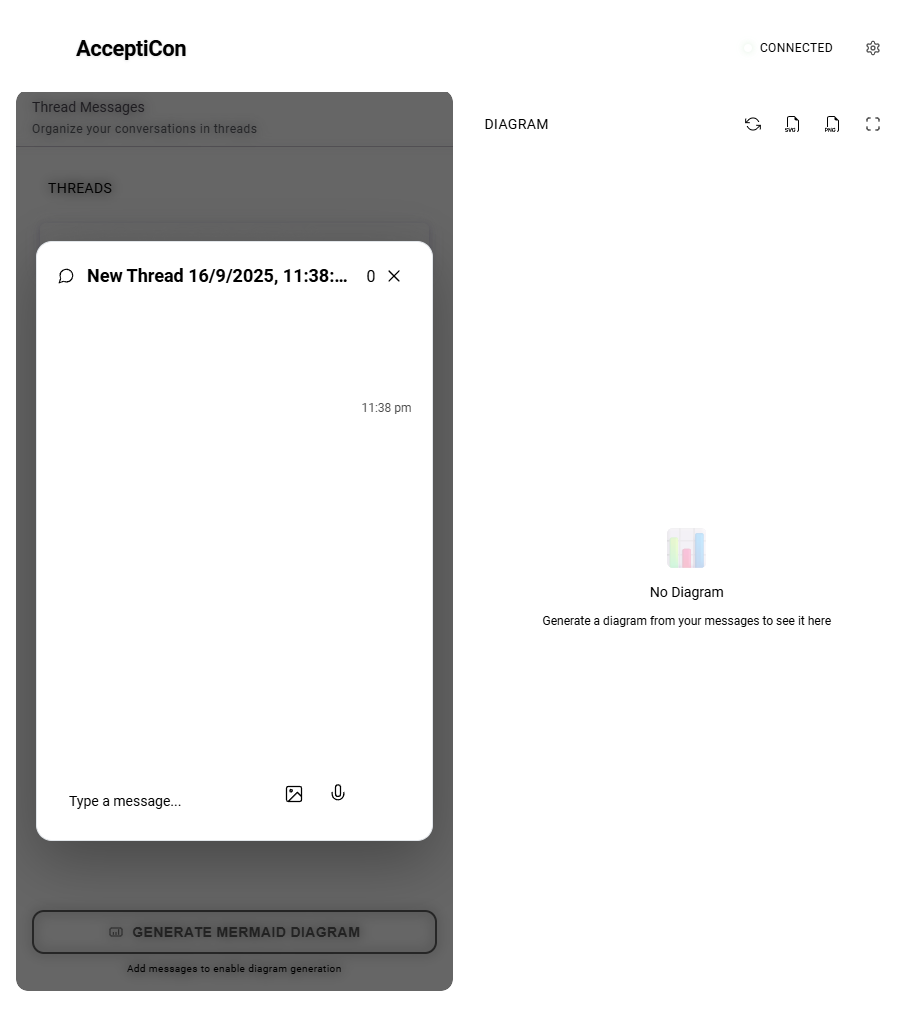 AcceptiCon
CONNECTED
Thread Messages
Organize your conversations in threads
THREADS
New Thread 16/9/2025, 11:38:... 0
11:38 pm
Type a message...
GENERATE MERMAID DIAGRAM
Add messages to enable diagram generation
DIAGRAM
SVG
PNG
No Diagram
Generate a diagram from your messages to see it here